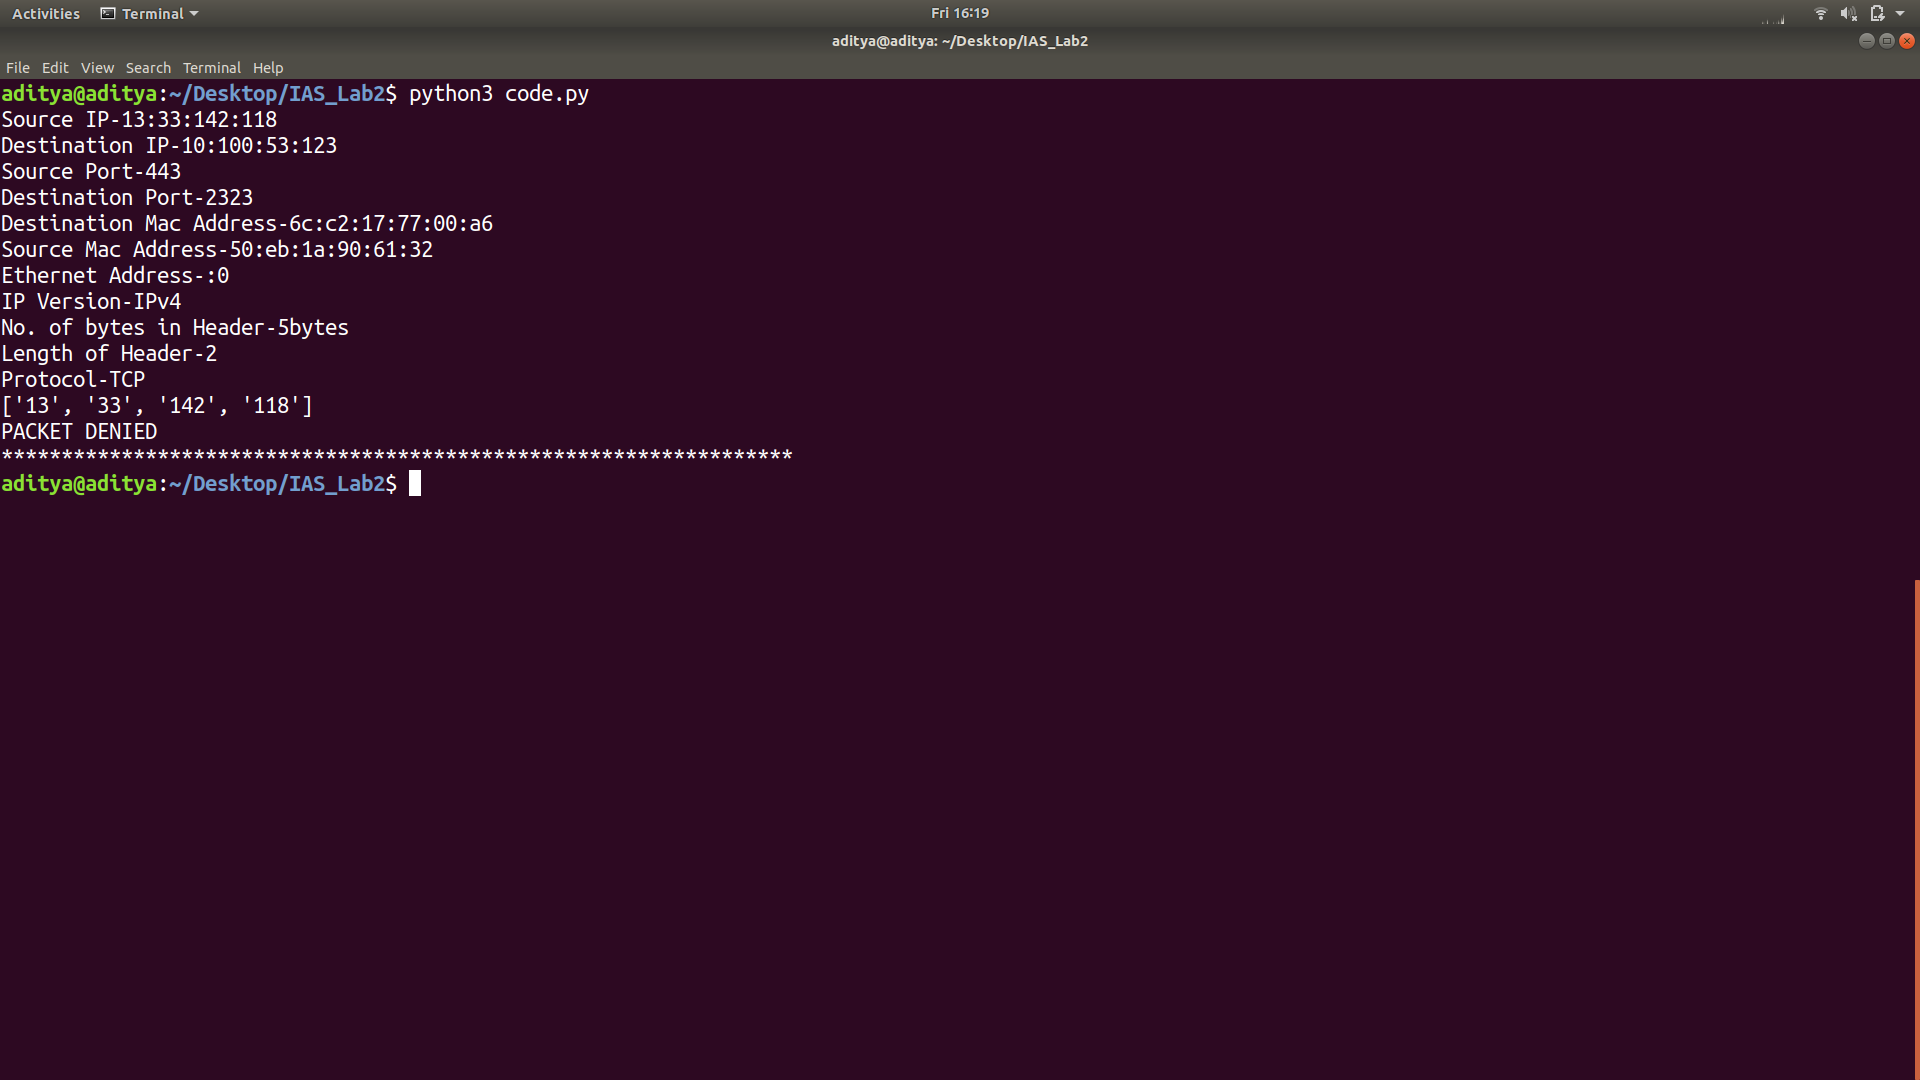 Activities Terminal Fri 16:19
aditya@aditya: ~/Desktop/IAS_Lab2
File Edit View Search Terminal Help
aditya@aditya:~/Desktop/IAS_Lab2$ python3 code.py
Source IP-13:33:142:118
Destination IP-10:100:53:123
Source Port-443
Destination Port-2323
Destination Mac Address-6c:c2:17:77:00:a6
Source Mac Address-50:eb:1a:90:61:32
Ethernet Address-:0
IP Version-IPv4
No. of bytes in Header-5bytes
Length of Header-2
Protocol-TCP
['13', '33', '142', '118']
PACKET DENIED
******************************************************************
aditya@aditya:~/Desktop/IAS_Lab2$